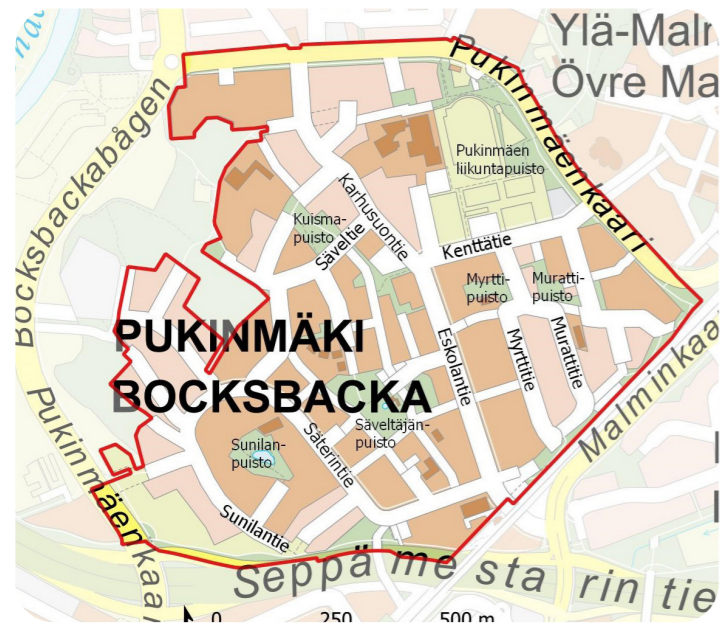 Ylä-Malm
Övre Ma
Pukinmäenkaari
Bocksbackabågen
Pukinmäen
liikuntapuisto
Karhusuontie
Kuisma-
puisto
Säveltie
Kenttätie
Myrtti-
puisto
Muratti-
puisto
PUKINMÄKI
BOCKSBACKA
Eskolantie
Myrttitie
Murattitie
Malminkaa
Pukinmäenkaari
Säveltäjän-
puisto
Sunilan-
puisto
Säterintie
Sunilantie
Seppämestarintie
0 250 500 m